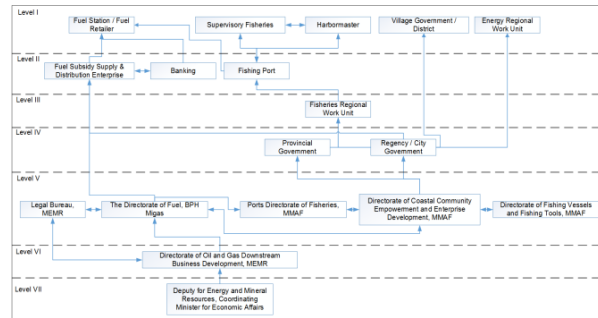 Level I
Fuel Station / Fuel
Retailer
Supervisory Fisheries
Harbormaster
Village Government /
District
Energy Regional
Work Unit
Level II
Fuel Subsidy Supply &
Distribution Enterprise
Banking
Fishing Port
Level III
Fisheries Regional
Work Unit
Level IV
Provincial
Government
Regency / City
Government
Level V
Legal Bureau,
MEMR
The Directorate of Fuel, BPH
Migas
Ports Directorate of Fisheries,
MMAF
Directorate of Coastal Community
Empowerment and Enterprise
Development, MMAF
Directorate of Fishing Vessels
and Fishing Tools, MMAF
Level VI
Directorate of Oil and Gas Downstream
Business Development, MEMR
Level VII
Deputy for Energy and Mineral
Resources, Coordinating
Minister for Economic Affairs